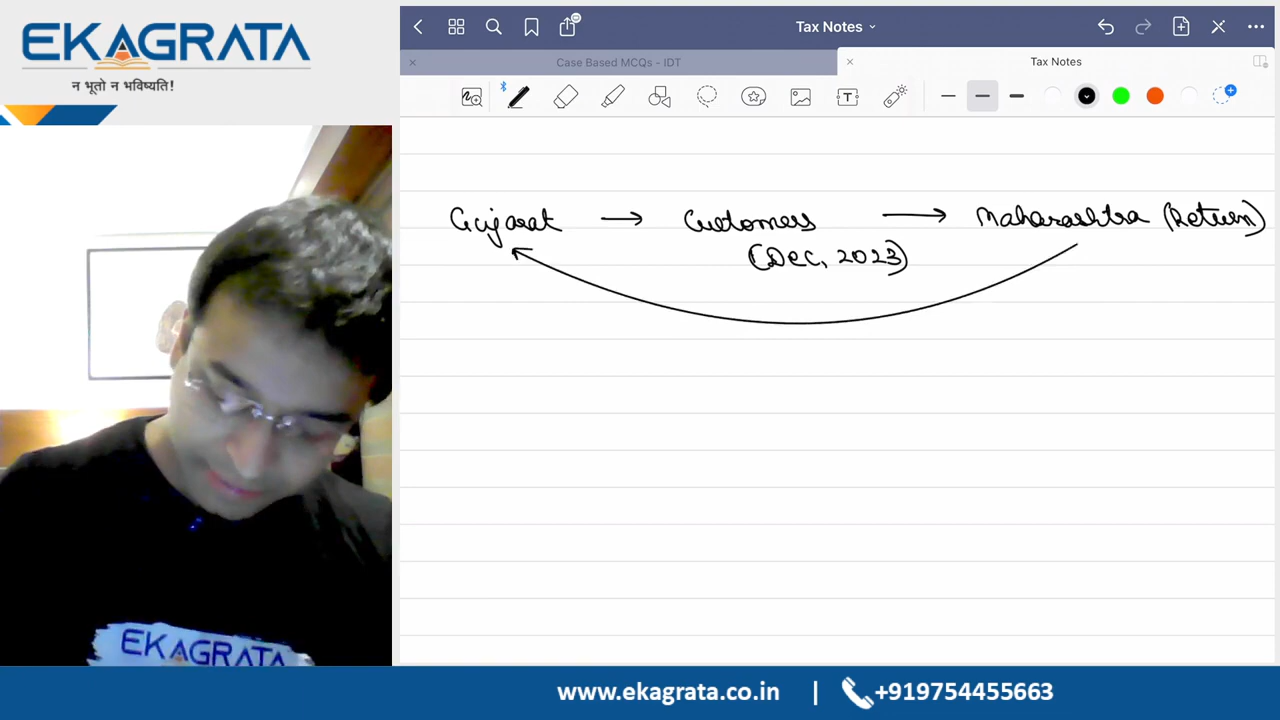 EKAGRATA
न भूतो न भविष्यति!
Tax Notes
Case Based MCQs - IDT
Tax Notes
T
Gujarat → Customers → Maharashtra (Return)
(Dec, 2023)
EKAGRATA
www.ekagrata.co.in | +919754455663